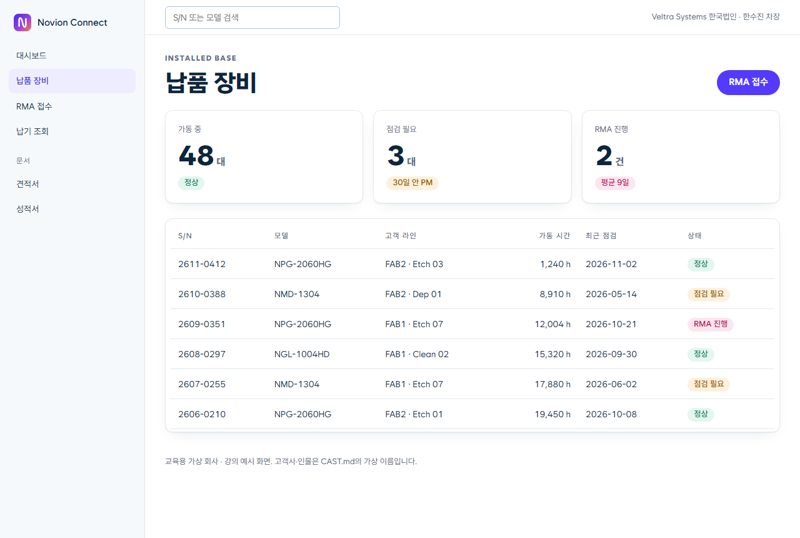 N Novion Connect
대시보드
납품 장비
RMA 접수
납기 조회
문서
견적서
성적서
S/N 또는 모델 검색
Veltra Systems 한국법인 · 한수진 차장
INSTALLED BASE
납품 장비
RMA 접수
가동 중
48 대
정상
점검 필요
3 대
30일 안 PM
RMA 진행
2 건
평균 9일
S/N 모델 고객 라인 가동 시간 최근 점검 상태
2611-0412 NPG-2060HG FAB2 · Etch 03 1,240 h 2026-11-02 정상
2610-0388 NMD-1304 FAB2 · Dep 01 8,910 h 2026-05-14 점검 필요
2609-0351 NPG-2060HG FAB1 · Etch 07 12,004 h 2026-10-21 RMA 진행
2608-0297 NGL-1004HD FAB1 · Clean 02 15,320 h 2026-09-30 정상
2607-0255 NMD-1304 FAB1 · Etch 07 17,880 h 2026-06-02 점검 필요
2606-0210 NPG-2060HG FAB2 · Etch 01 19,450 h 2026-10-08 정상
교육용 가상 회사 · 강의 예시 화면. 고객사·인물은 CAST.md의 가상 이름입니다.